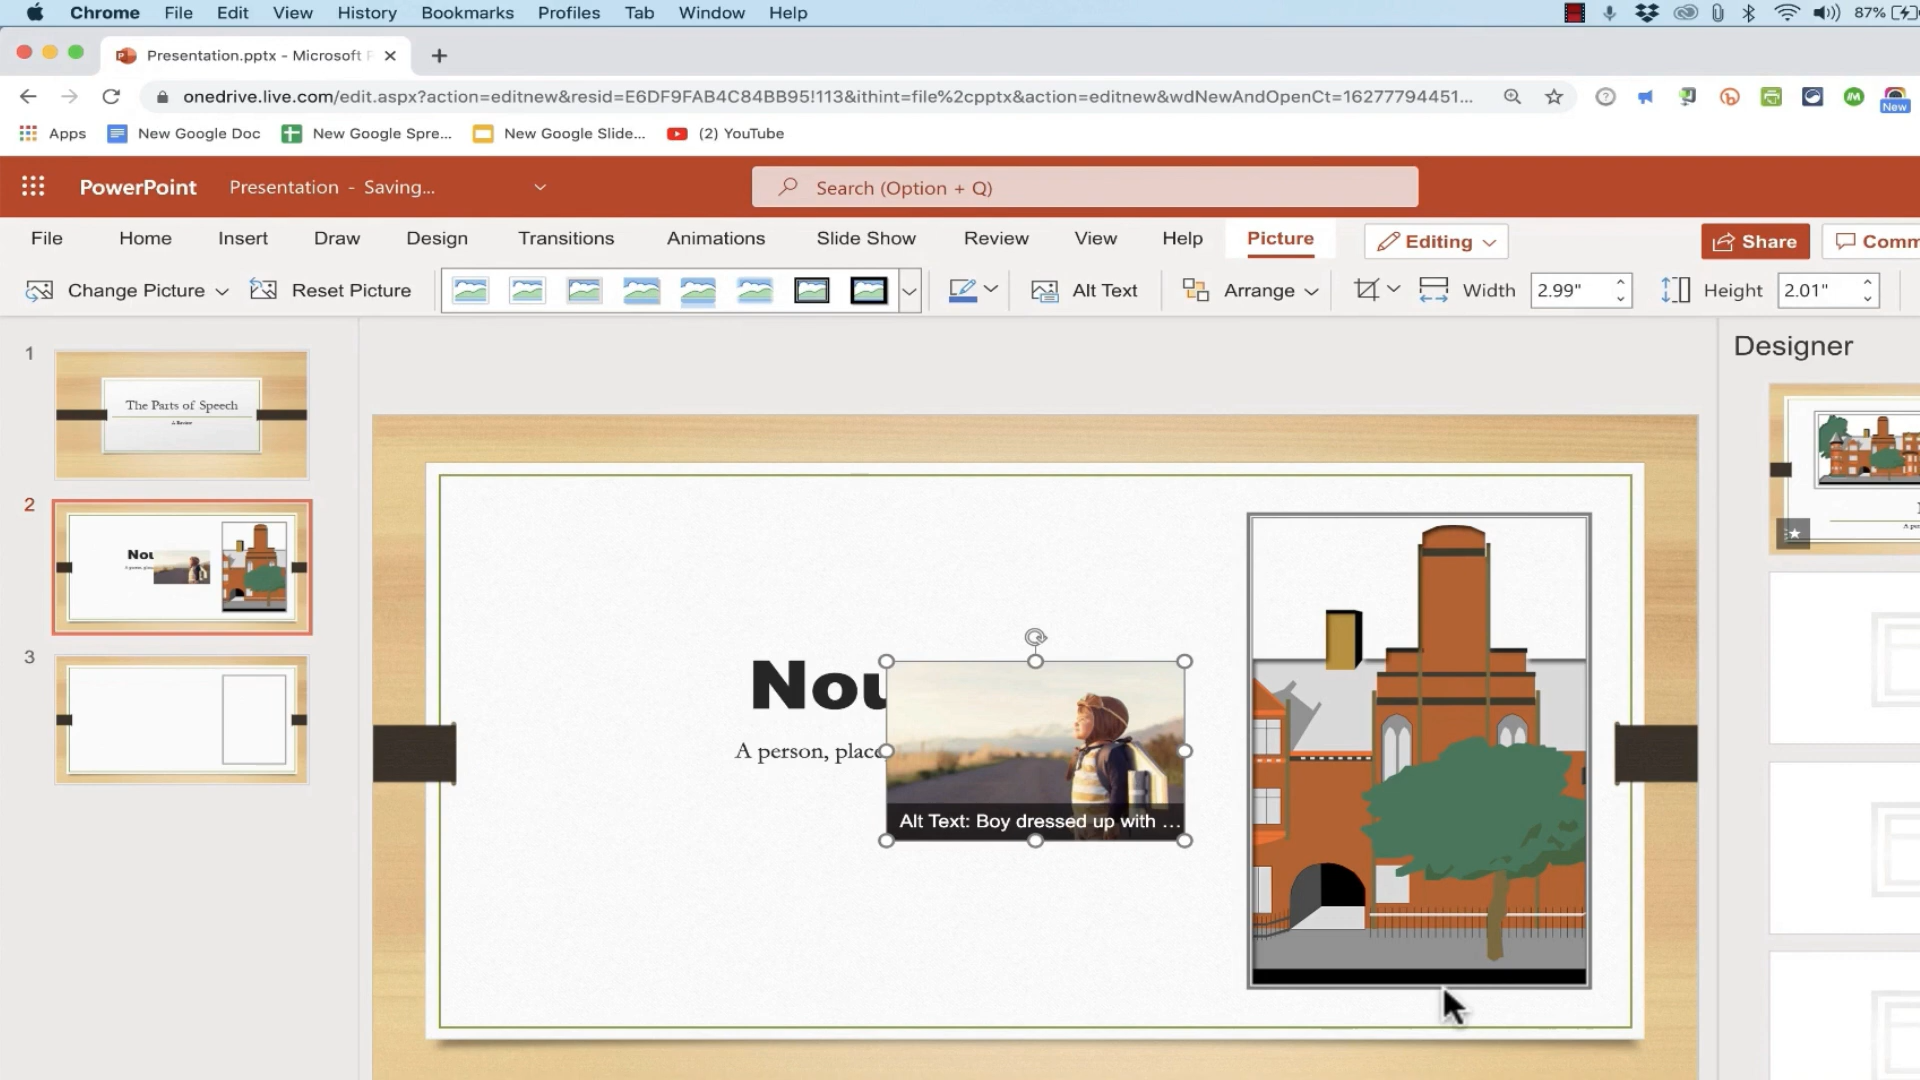 Chrome File Edit View History Bookmarks Profiles Tab Window Help 87%
Presentation.pptx - Microsoft
onedrive.live.com/edit.aspx?action=editnew&resid=E6DF9FAB4C84BB95!113&ithint=file%2cpptx&action=editnew&wdNewAndOpenCt=16277794451...
New
Apps New Google Doc New Google Spre... New Google Slide... (2) YouTube
PowerPoint Presentation - Saving... Search (Option + Q)
File Home Insert Draw Design Transitions Animations Slide Show Review View Help Picture Editing Share Comm
Change Picture Reset Picture Alt Text Arrange Width 2.99" Height 2.01"
Designer
1
The Parts of Speech
A Review
2
Nou
3
Nou
A person, place
Alt Text: Boy dressed up with ...